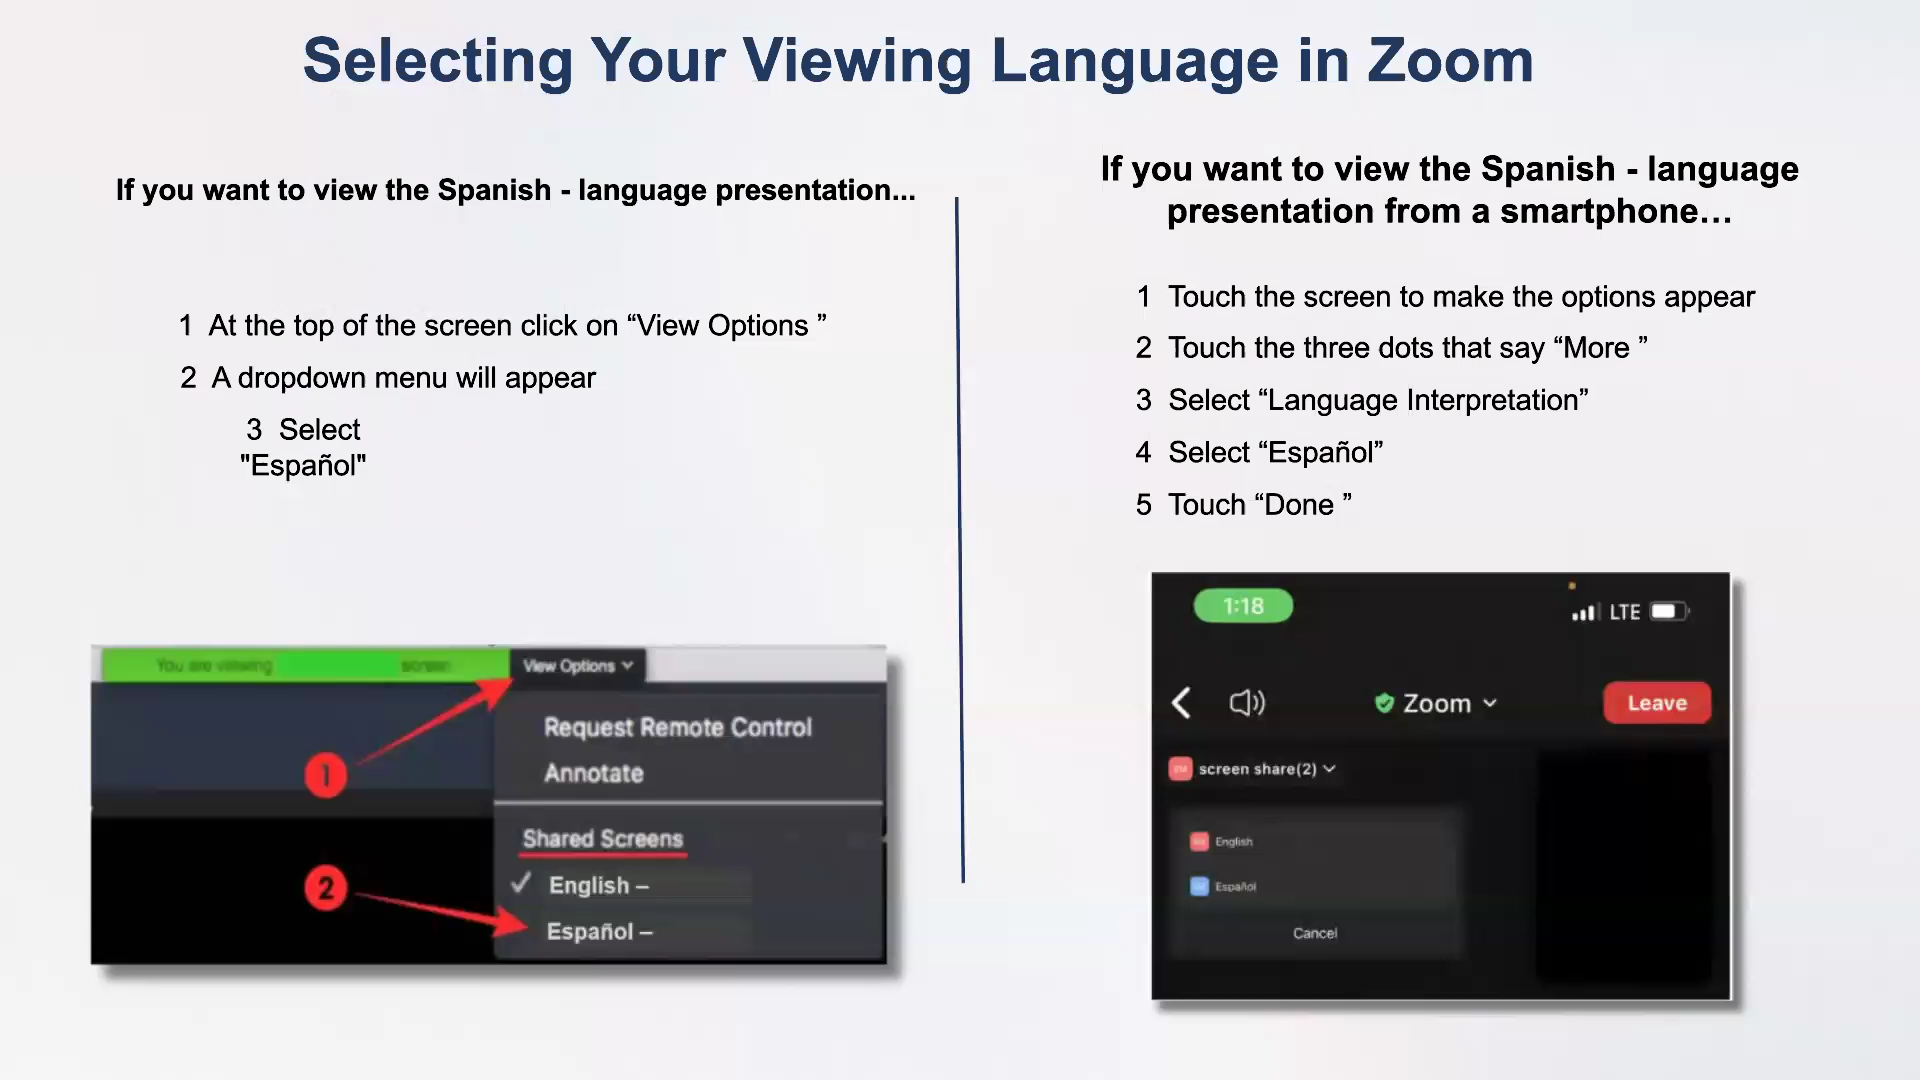 Selecting Your Viewing Language in Zoom
If you want to view the Spanish - language presentation...
1 At the top of the screen click on “View Options ”
2 A dropdown menu will appear
3 Select
"Español"
You are viewing screen
View Options
Request Remote Control
Annotate
Shared Screens
English –
Español –
1
2
If you want to view the Spanish - language
presentation from a smartphone…
1 Touch the screen to make the options appear
2 Touch the three dots that say “More ”
3 Select “Language Interpretation”
4 Select “Español”
5 Touch “Done ”
1:18
LTE
Zoom
Leave
screen share(2)
English
Español
Cancel